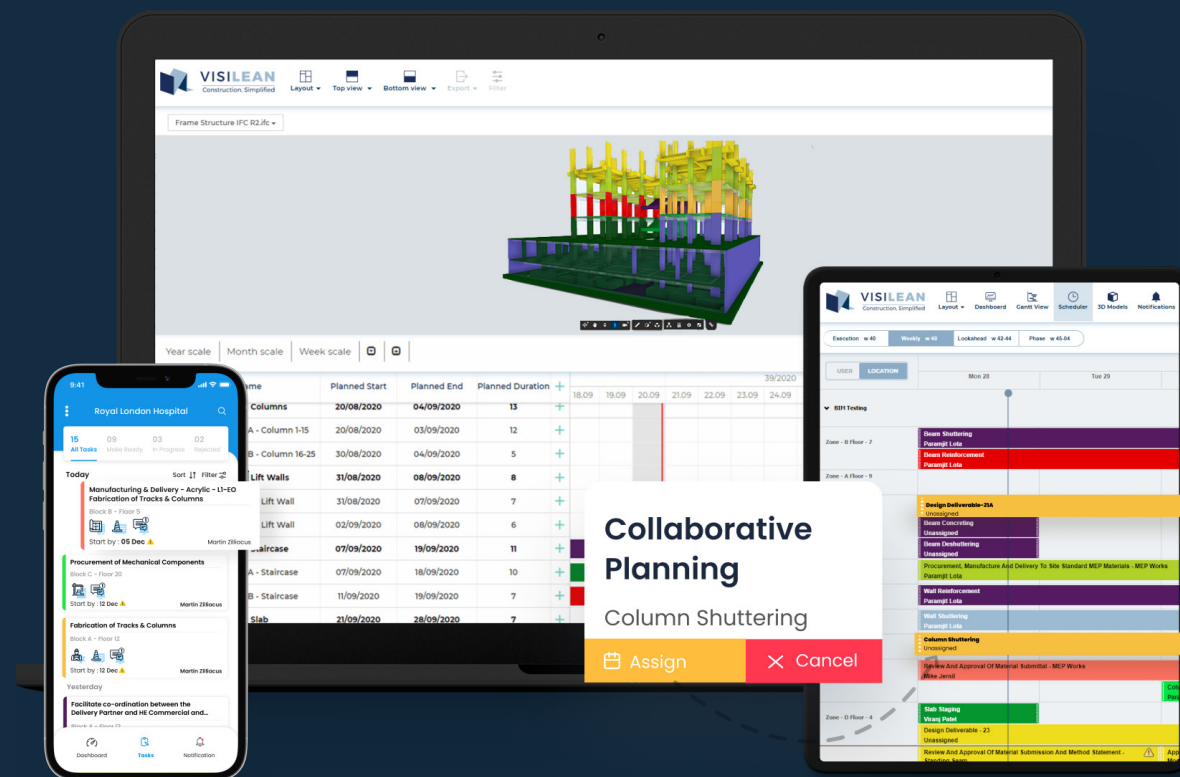 VISILEAN
Construction, Simplified
Layout
Top view
Bottom view
Export
Filter
Frame Structure IFC R2.ifc
Year scale
Month scale
Week scale
Planned Start
Planned End
Planned Duration
39/2020
18.09 19.09 20.09 21.09 22.09 23.09 24.09
Columns 20/08/2020 04/09/2020 13
A - Column 1-15 20/08/2020 03/09/2020 12
B - Column 16-25 30/08/2020 04/09/2020 5
Lift Walls 31/08/2020 08/09/2020 8
Lift Wall 31/08/2020 07/09/2020 7
Lift Wall 02/09/2020 08/09/2020 6
Staircase 07/09/2020 19/09/2020 11
A - Staircase 07/09/2020 18/09/2020 10
B - Staircase 11/09/2020 19/09/2020 7
Slab 21/09/2020 28/09/2020 7
9:41
Royal London Hospital
15 09 03 02
All Tasks Make Ready In Progress Rejected
Today
Sort
Filter
Manufacturing & Delivery - Acrylic - L1-EO
Fabrication of Tracks & Columns
Block B - Floor 5
Start by : 05 Dec
Martin Ziliacus
Procurement of Mechanical Components
Block C - Floor 20
Start by : 12 Dec
Martin Ziliacus
Fabrication of Tracks & Columns
Block A - Floor 12
Start by : 12 Dec
Martin Ziliacus
Yesterday
Facilitate co-ordination between the
Delivery Partner and HE Commercial and...
Dashboard
Tasks
Notification
Collaborative
Planning
Column Shuttering
Assign
Cancel
VISILEAN
Construction, Simplified
Layout
Dashboard
Gantt View
Scheduler
3D Models
Notifications
Execution w 40
Weekly
Lookahead w 42-44
Phase w 45-04
USER
LOCATION
Mon 28
Tue 29
BIM Testing
Zone - B Floor - 7
Beam Shuttering
Paramjit Lota
Beam Reinforcement
Paramjit Lota
Zone - A Floor - 9
Design Deliverable-21A
Unassigned
Beam Concreting
Unassigned
Beam Deshuttering
Unassigned
Procurement, Manufacture And Delivery To Site Standard MEP Materials - MEP Works
Paramjit Lota
Wall Reinforcement
Paramjit Lota
Wall Shuttering
Paramjit Lota
Column Shuttering
Unassigned
Review And Approval Of Material Submittal - MEP Works
Mike Jernil
Slab Staging
Viranj Patel
Zone - D Floor - 4
Design Deliverable - 23
Unassigned
Review And Approval Of Material Submission And Method Statement -
Standing Seam